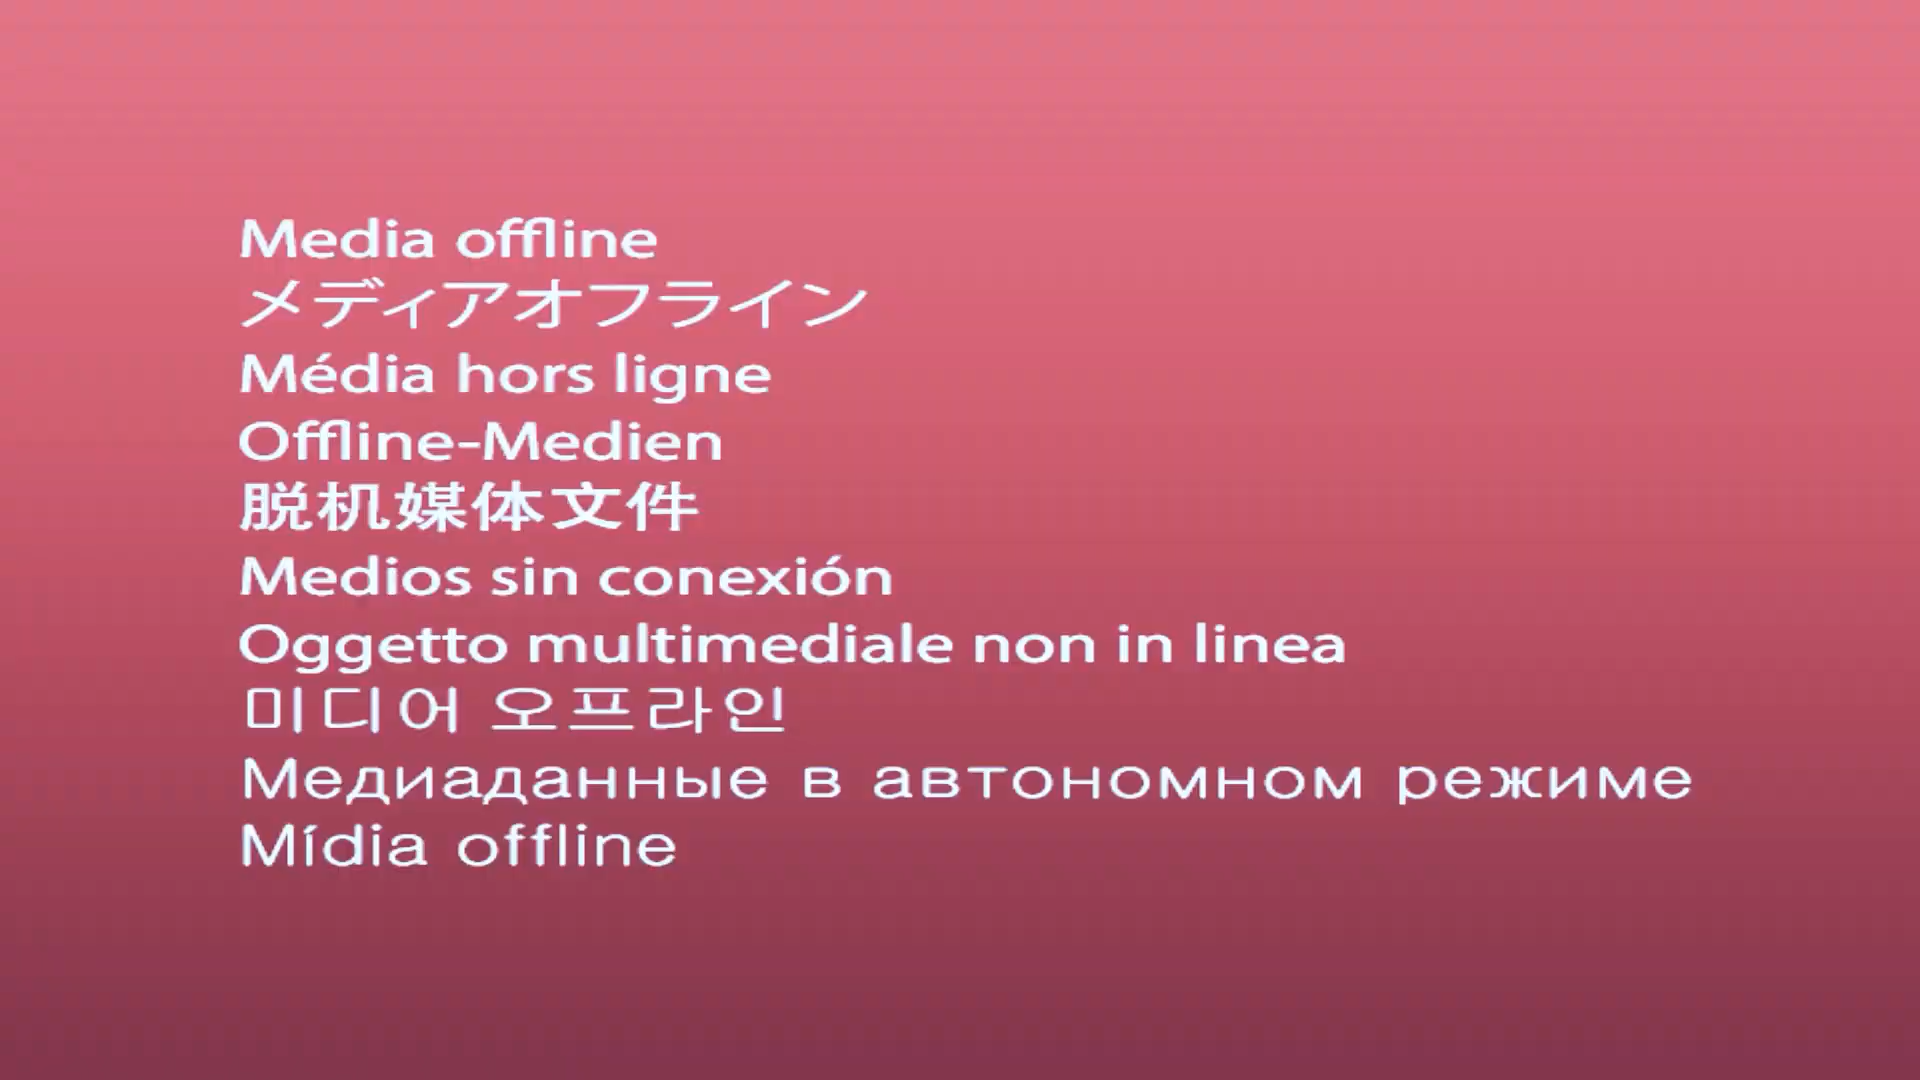 Media offline
メディアオフライン
Média hors ligne
Offline-Medien
脱机媒体文件
Medios sin conexión
Oggetto multimediale non in linea
미디어 오프라인
Медиаданные в автономном режиме
Mídia offline